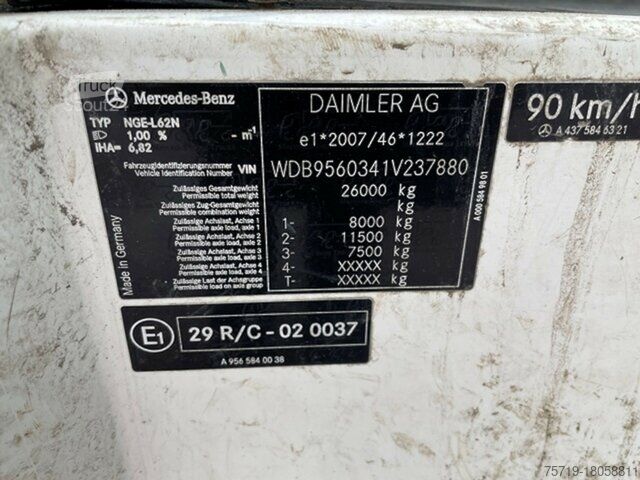 Truck
Scout24
Mercedes-Benz
TYP NGE-L62N
1,00 % - m⁻¹
IHA= 6,82
Fahrzeugidentifizierungsnummer
Vehicle Identification Number VIN
Zulässiges Gesamtgewicht
Permissible total weight
Zulässiges Zug-Gesamtgewicht
Permissible combination weight
Zulässige Achslast, Achse 1
Permissible axle load, axle 1
Zulässige Achslast, Achse 2
Permissible axle load, axle 2
Zulässige Achslast, Achse 3
Permissible axle load, axle 3
Zulässige Achslast, Achse 4
Permissible axle load, axle 4
Zulässige Last der Achsgruppe
Permissible load on axle group
Made in Germany
DAIMLER AG
e1*2007/46*1222
WDB9560341V237880
26000 kg
kg
1- 8000 kg
2- 11500 kg
3- 7500 kg
4- XXXXX kg
T- XXXXX kg
A 000 584 98 01
90 km/h
A 437 584 63 21
E1 29 R/C - 02 0037
A 956 584 00 38
75719-18058811